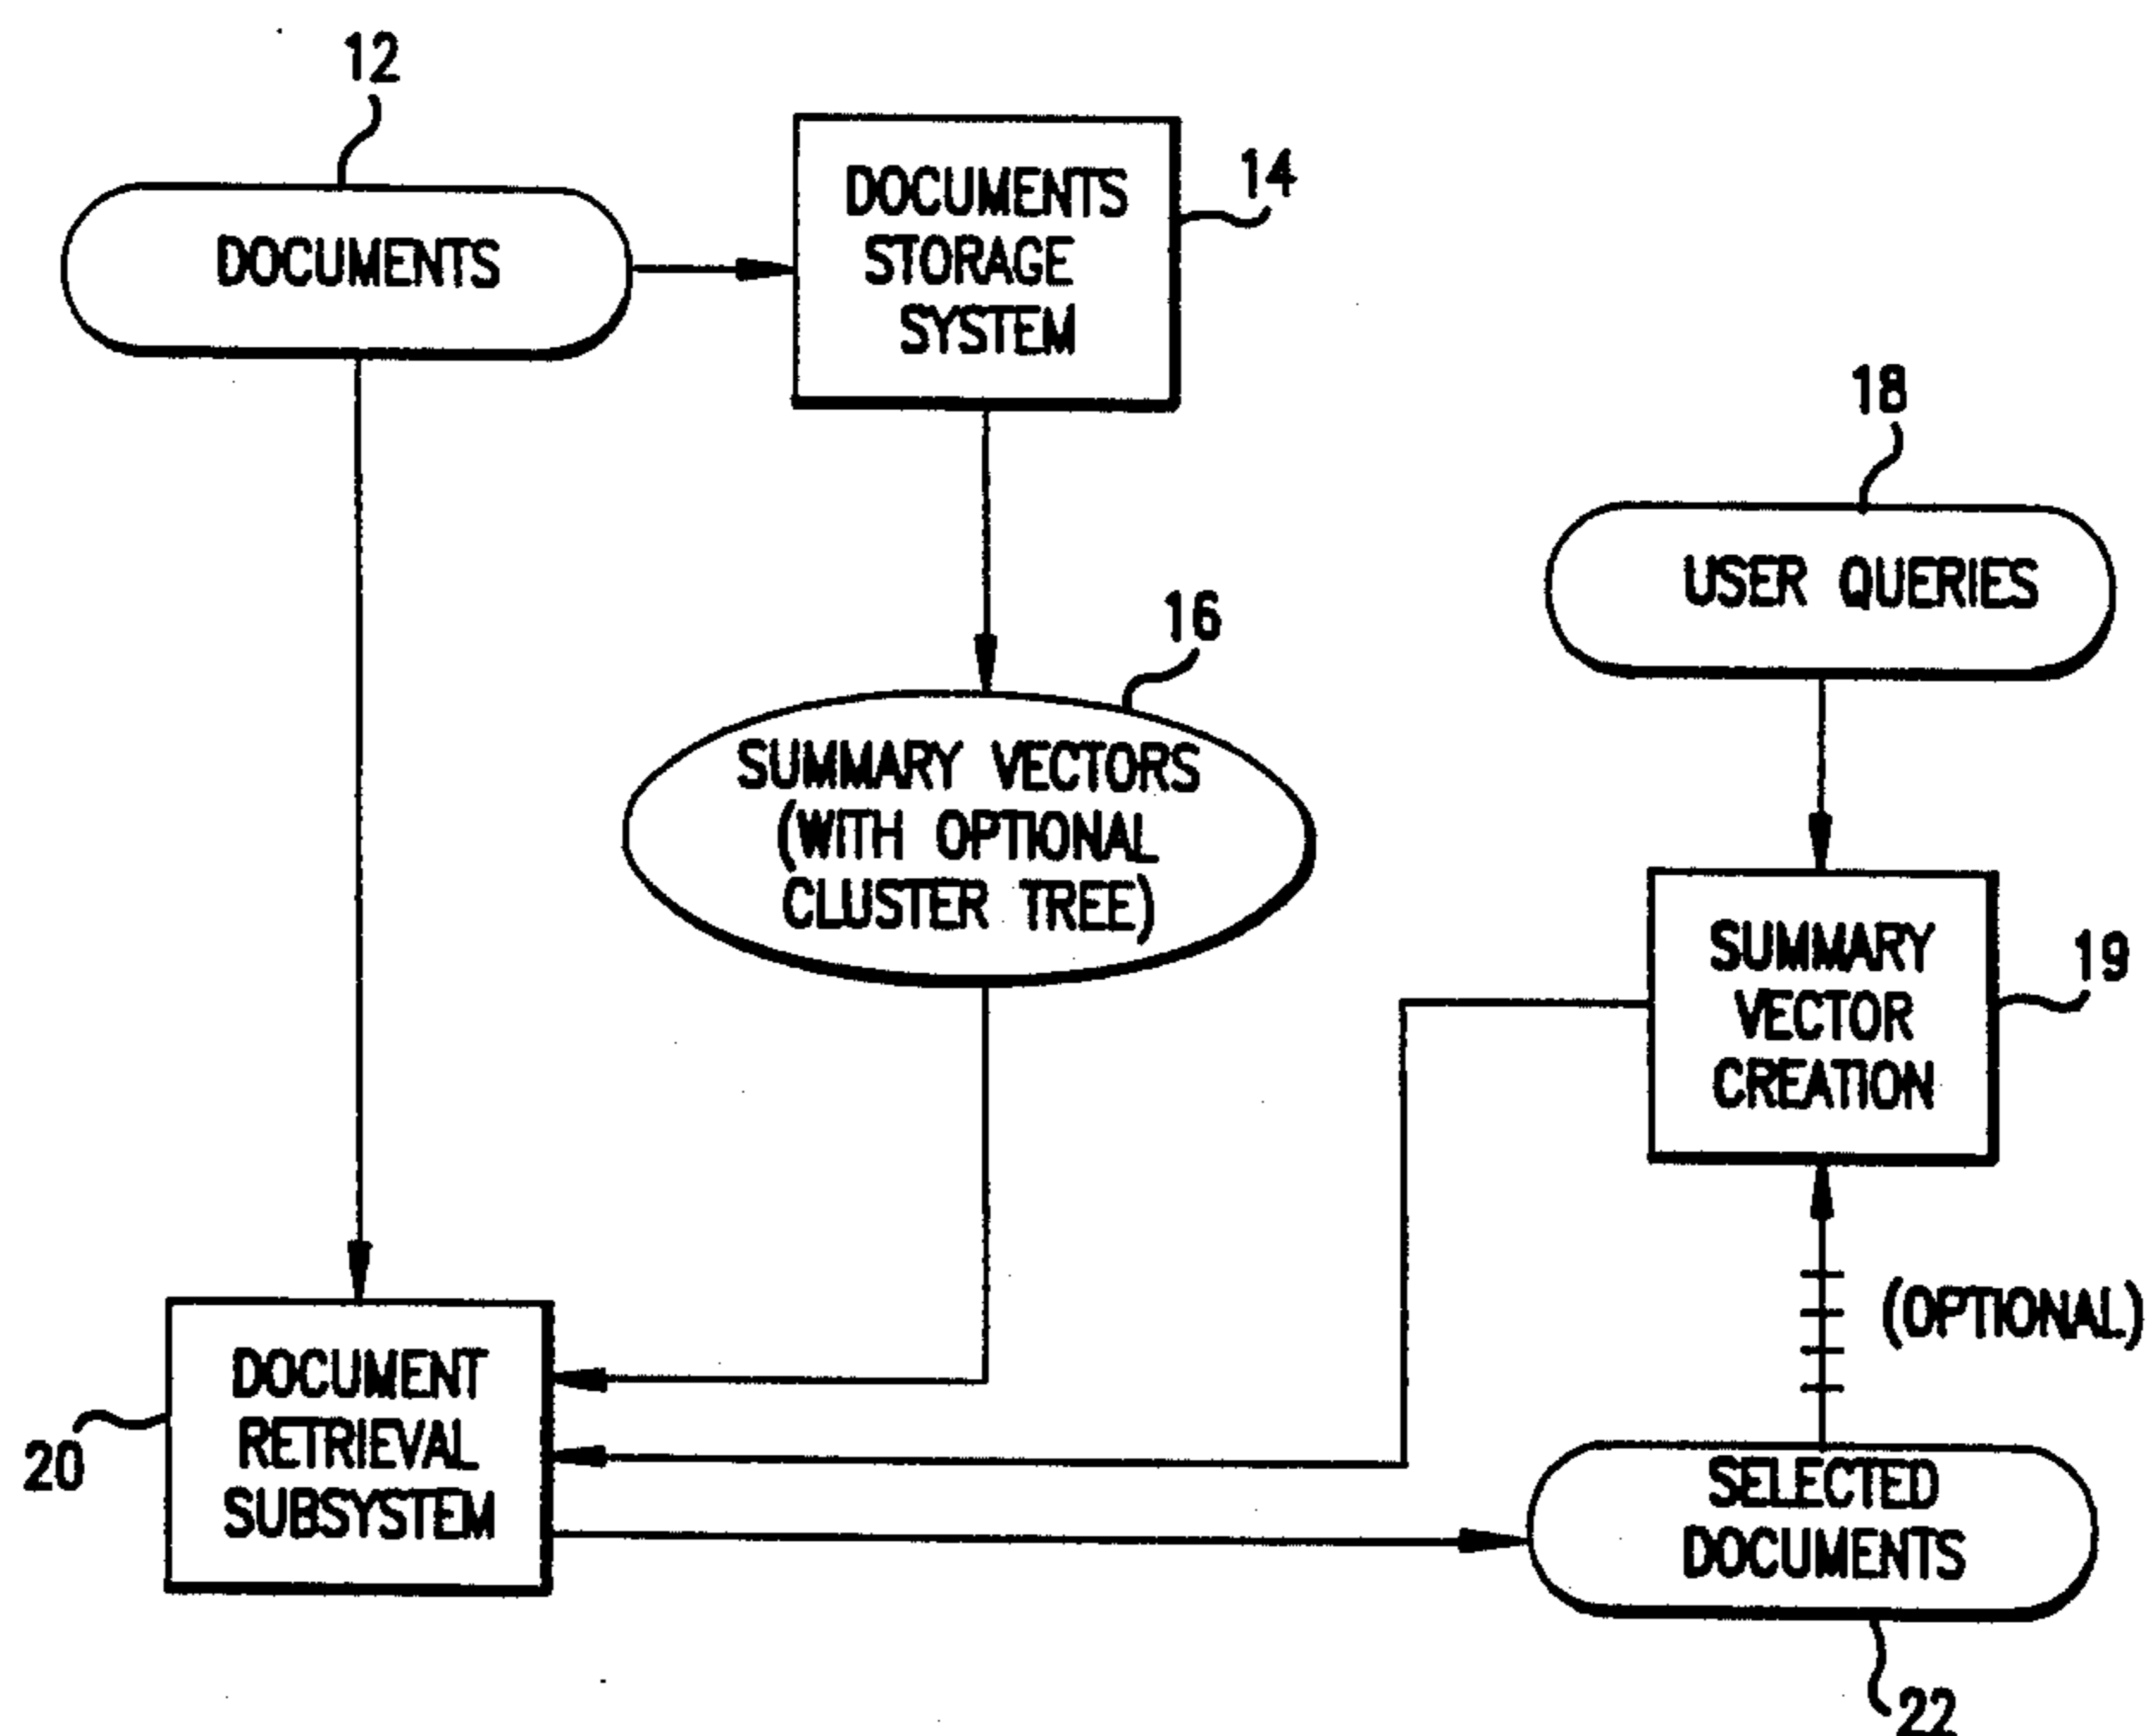 12
DOCUMENTS
DOCUMENTS
STORAGE
SYSTEM
14
18
USER QUERIES
16
SUMMARY VECTORS
(WITH OPTIONAL
CLUSTER TREE)
SUMMARY
VECTOR
CREATION
19
(OPTIONAL)
DOCUMENT
RETRIEVAL
SUBSYSTEM
20
SELECTED
DOCUMENTS
22